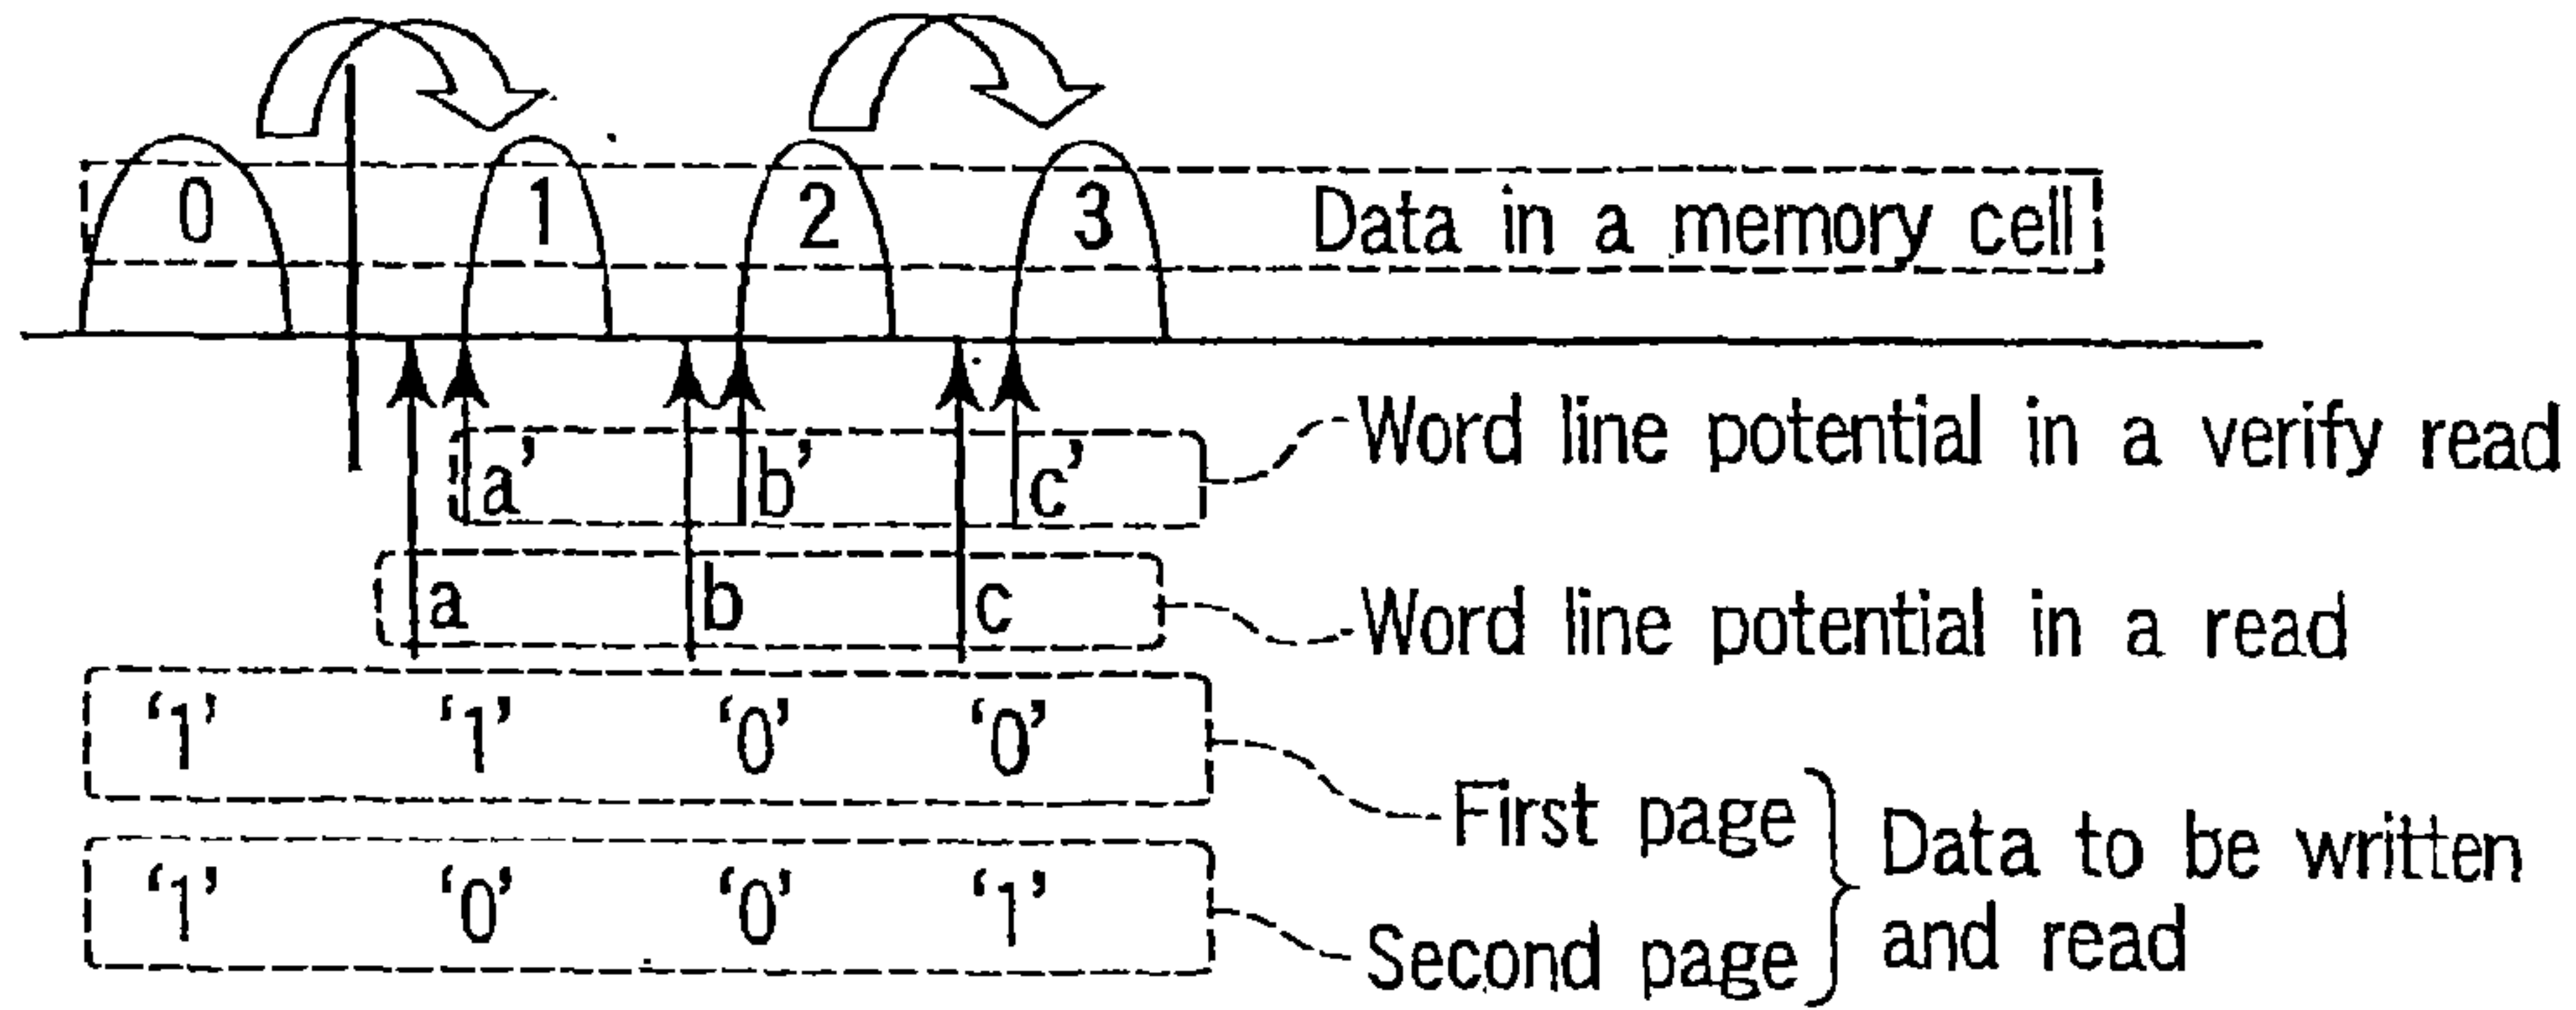 0 1 2 3 Data in a memory cell
a' b' c' Word line potential in a verify read
a b c Word line potential in a read
‘1’ ‘1’ ‘0’ ‘0’
First page
‘1’ ‘0’ ‘0’ ‘1’
Second page
Data to be written
and read